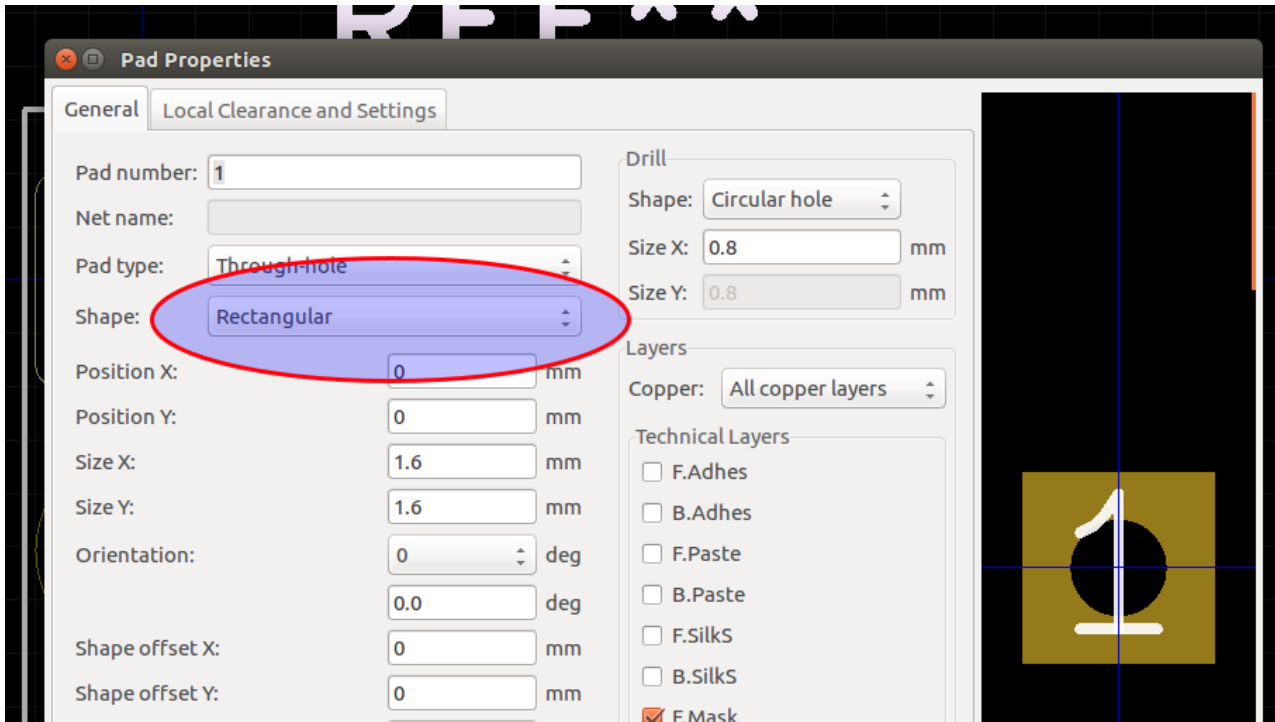 REF**
Pad Properties
General
Local Clearance and Settings
Pad number: 1
Net name:
Pad type: Through-hole
Shape: Rectangular
Position X: 0 mm
Position Y: 0 mm
Size X: 1.6 mm
Size Y: 1.6 mm
Orientation: 0 deg
0.0 deg
Shape offset X: 0 mm
Shape offset Y: 0 mm
Drill
Shape: Circular hole
Size X: 0.8 mm
Size Y: 0.8 mm
Layers
Copper: All copper layers
Technical Layers
F.Adhes
B.Adhes
F.Paste
B.Paste
F.SilkS
B.SilkS
F.Mask
1